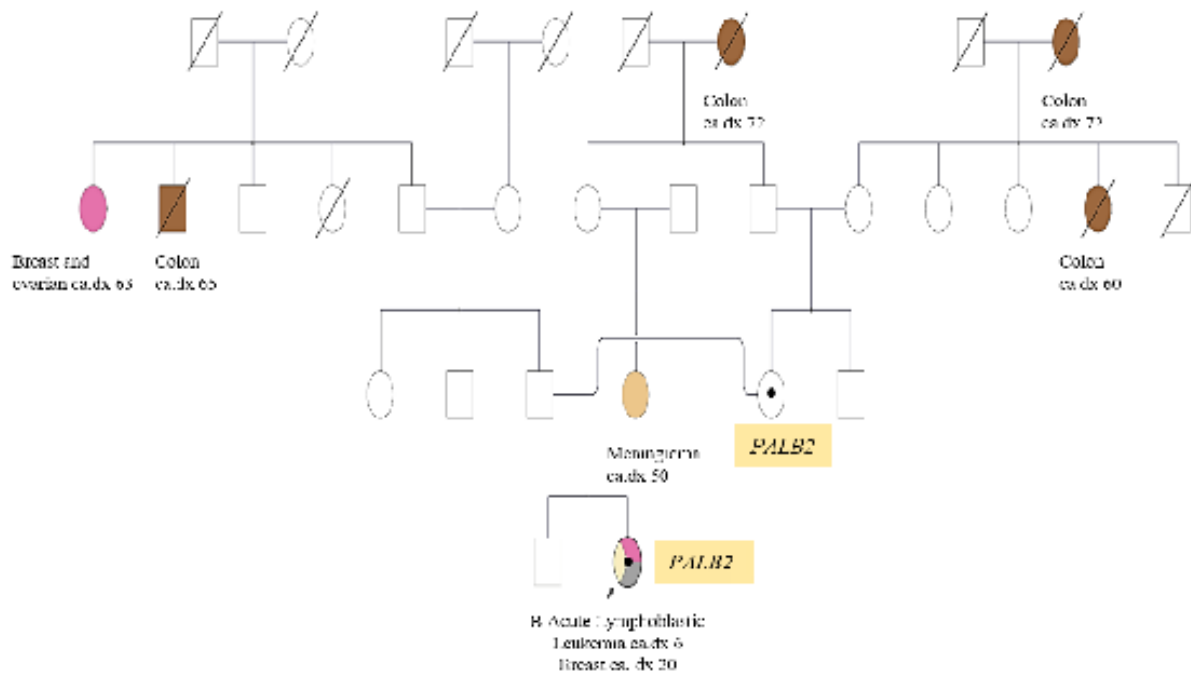 Colon
ca.dx 72
Colon
ca.dx 72
Breast and
ovarian ca.dx 63
Colon
ca.dx 65
Colon
ca.dx 60
Meningioma
ca.dx 50
PALB2
PALB2
B Acute Lymphoblastic
Leukemia ca.dx 6
Breast ca. dx 20